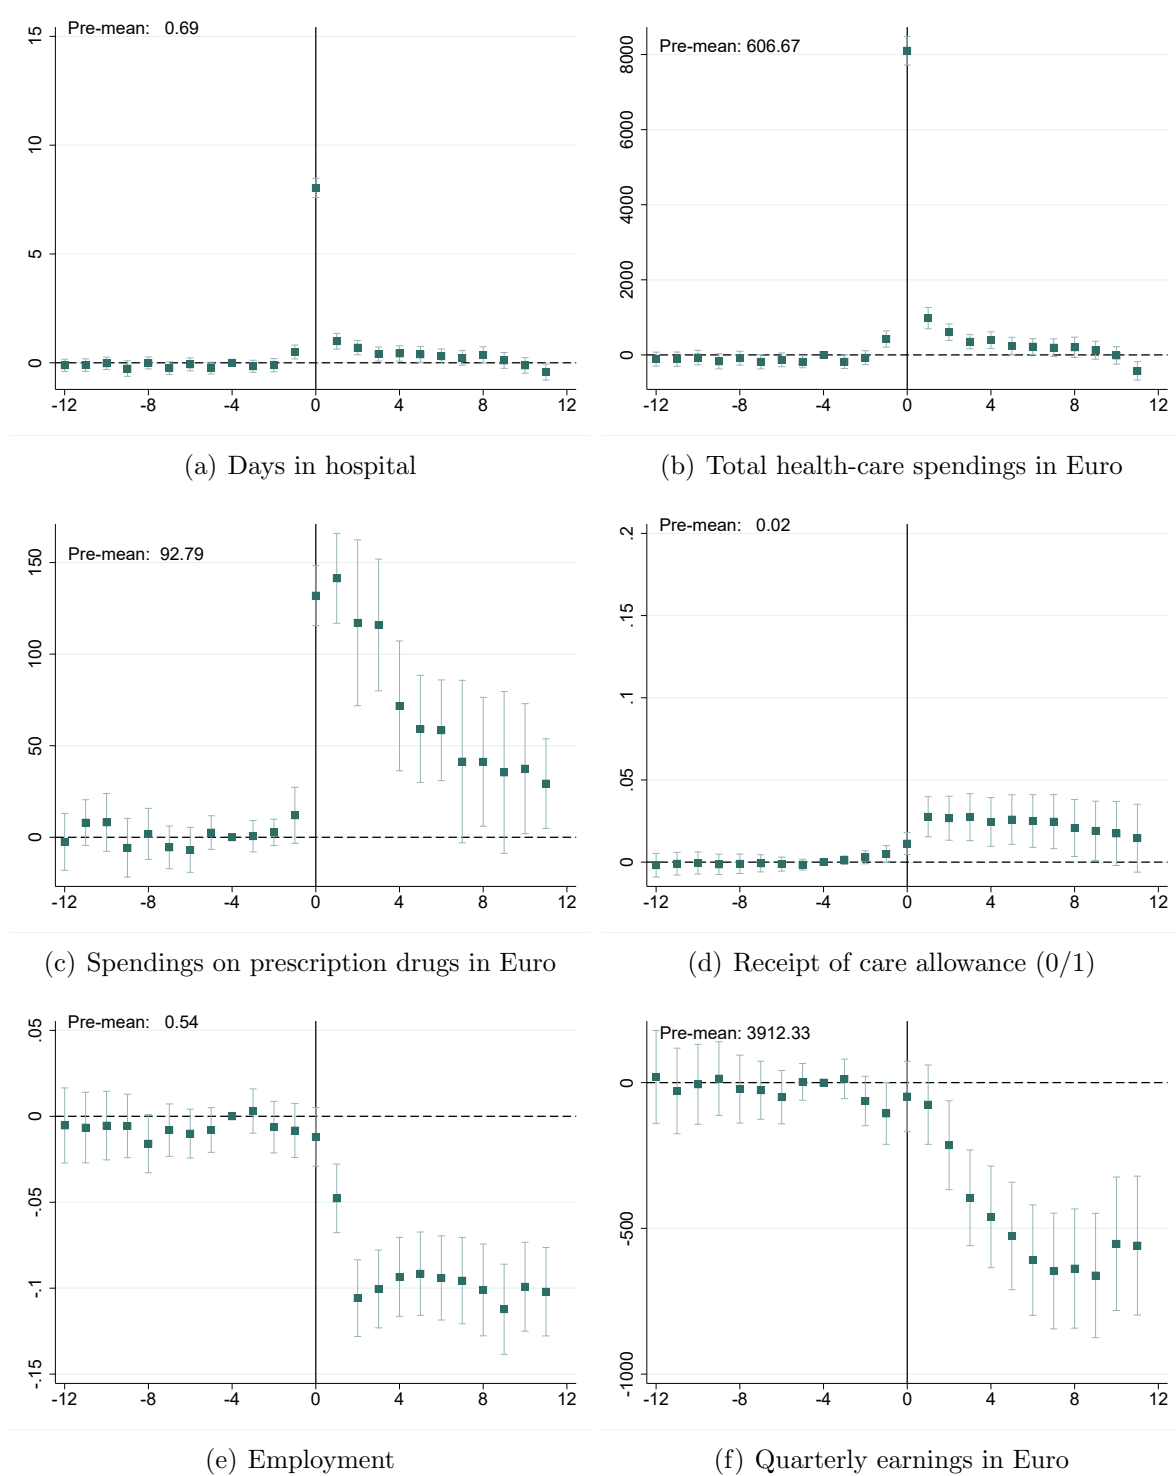 Pre-mean: 0.69
15
10
5
0
-12 -8 -4 0 4 8 12
(a) Days in hospital
Pre-mean: 606.67
8000
6000
4000
2000
0
-12 -8 -4 0 4 8 12
(b) Total health-care spendings in Euro
Pre-mean: 92.79
150
100
50
0
-12 -8 -4 0 4 8 12
(c) Spendings on prescription drugs in Euro
Pre-mean: 0.02
.2
.15
.1
.05
0
-12 -8 -4 0 4 8 12
(d) Receipt of care allowance (0/1)
Pre-mean: 0.54
.05
0
-.05
-.1
-.15
-12 -8 -4 0 4 8 12
(e) Employment
Pre-mean: 3912.33
0
-500
-1000
-12 -8 -4 0 4 8 12
(f) Quarterly earnings in Euro